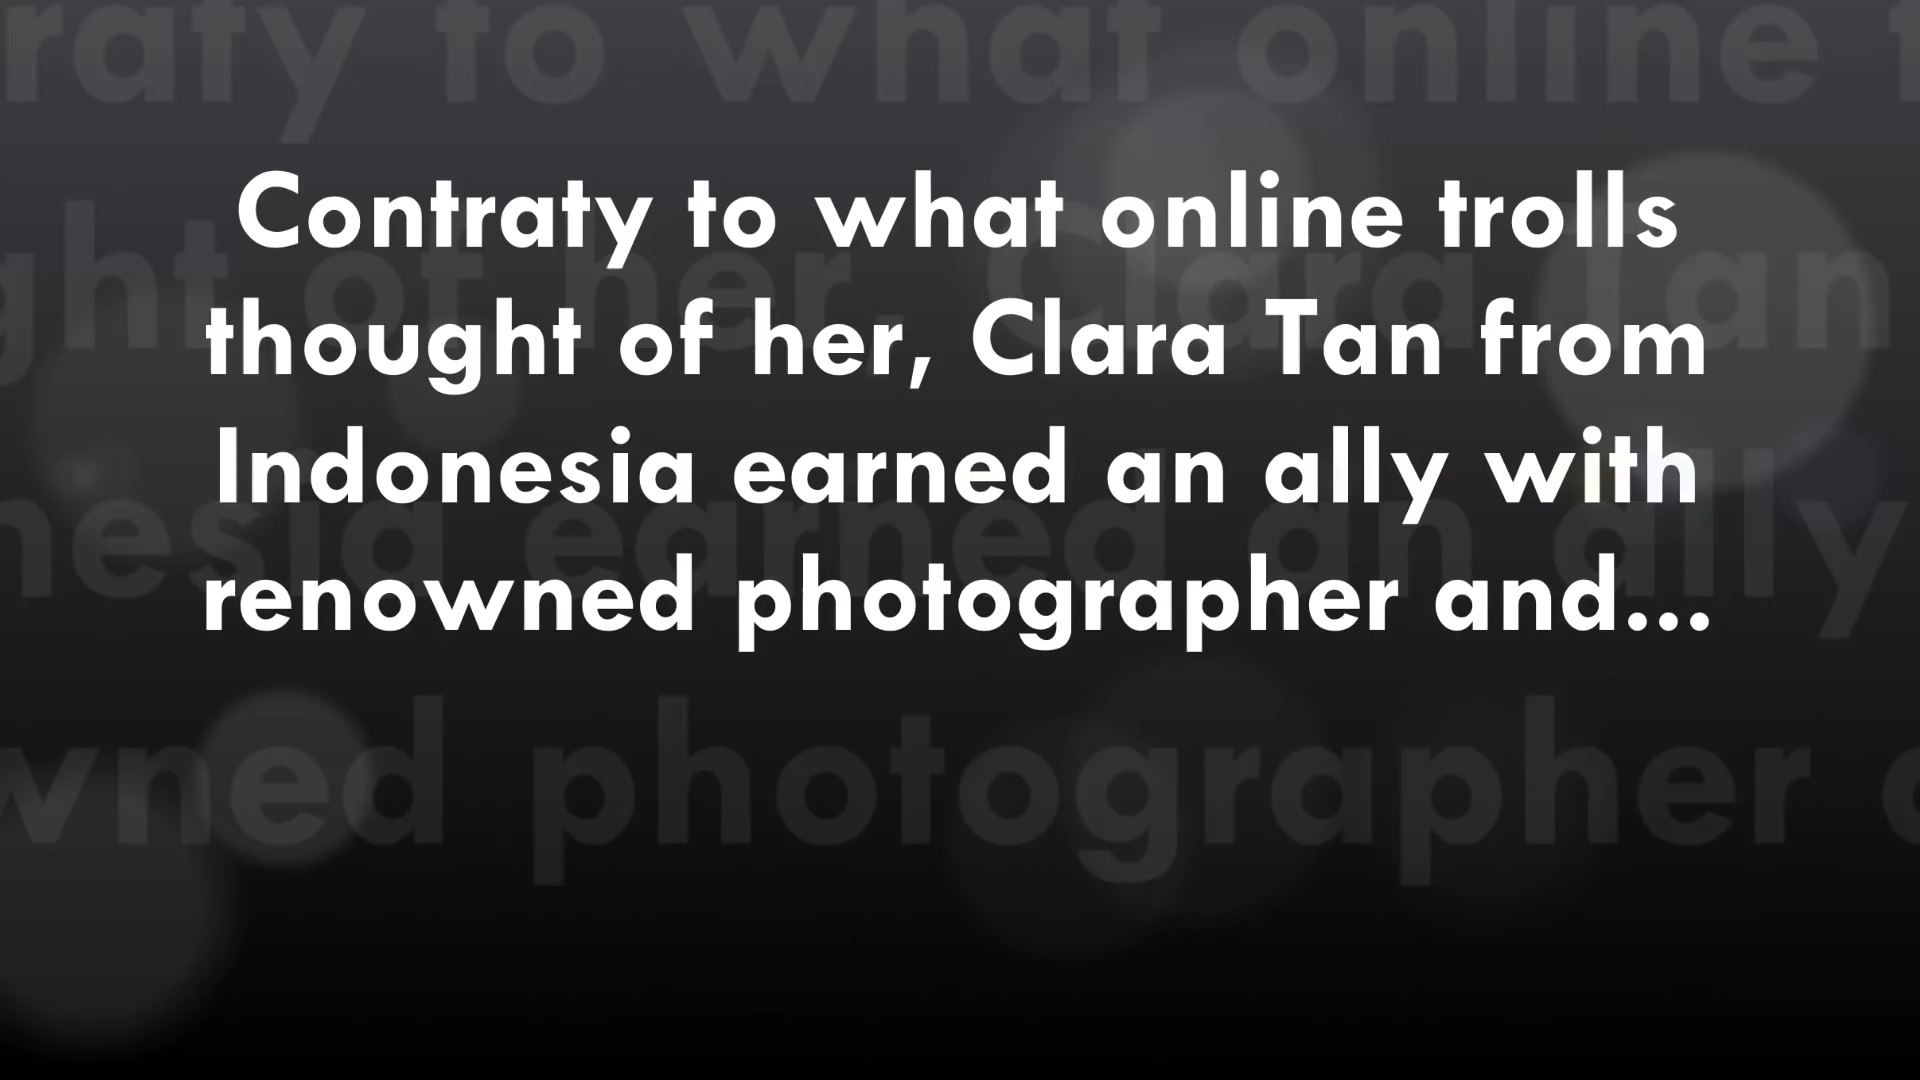 Contraty to what online trolls
thought of her, Clara Tan from
Indonesia earned an ally with
renowned photographer and...